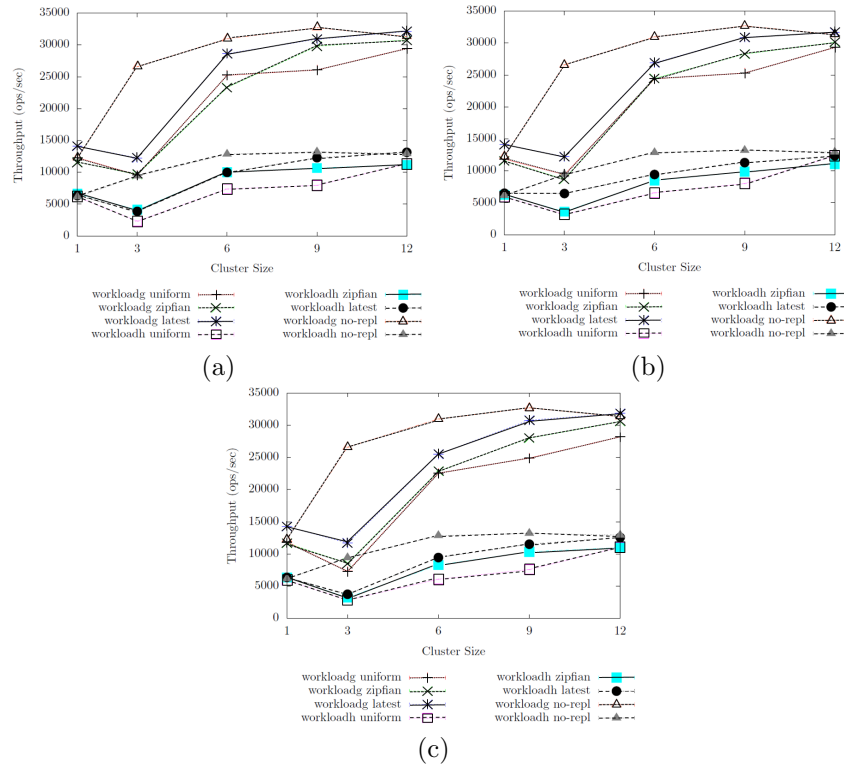 35000
30000
25000
20000
15000
10000
5000
0
Throughput (ops/sec)
1 3 6 9 12
Cluster Size
workloadg uniform workloadh zipfian
workloadg zipfian workloadh latest
workloadg latest workloadg no-repl
workloadh uniform workloadh no-repl
(a)
35000
30000
25000
20000
15000
10000
5000
0
Throughput (ops/sec)
1 3 6 9 12
Cluster Size
workloadg uniform workloadh zipfian
workloadg zipfian workloadh latest
workloadg latest workloadg no-repl
workloadh uniform workloadh no-repl
(b)
35000
30000
25000
20000
15000
10000
5000
0
Throughput (ops/sec)
1 3 6 9 12
Cluster Size
workloadg uniform workloadh zipfian
workloadg zipfian workloadh latest
workloadg latest workloadg no-repl
workloadh uniform workloadh no-repl
(c)